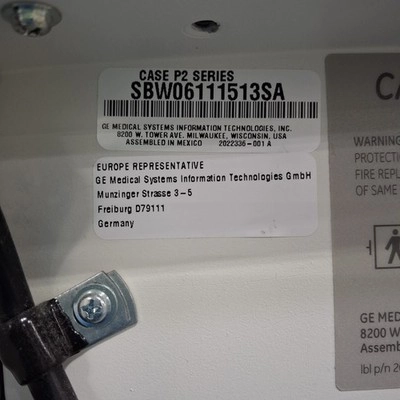 CASE P2 SERIES
SBW06111513SA
GE MEDICAL SYSTEMS INFORMATION TECHNOLOGIES, INC.
8200 W. TOWER AVE. MILWAUKEE, WISCONSIN, USA
ASSEMBLED IN MEXICO 2022336-001 A
EUROPE REPRESENTATIVE
GE Medical Systems Information Technologies GmbH
Munzinger Strasse 3-5
Freiburg D79111
Germany
CA
WARNING
PROTECTIO
FIRE REPL
OF SAME
GE MED
8200 W
Assemb
lbl p/n 20